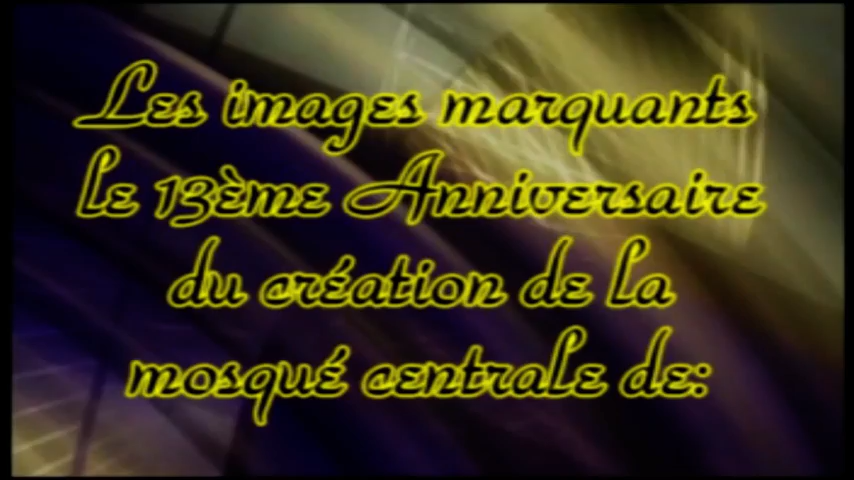 Les images marquants
le 13ème Anniversaire
du création de la
mosqué centrale de: